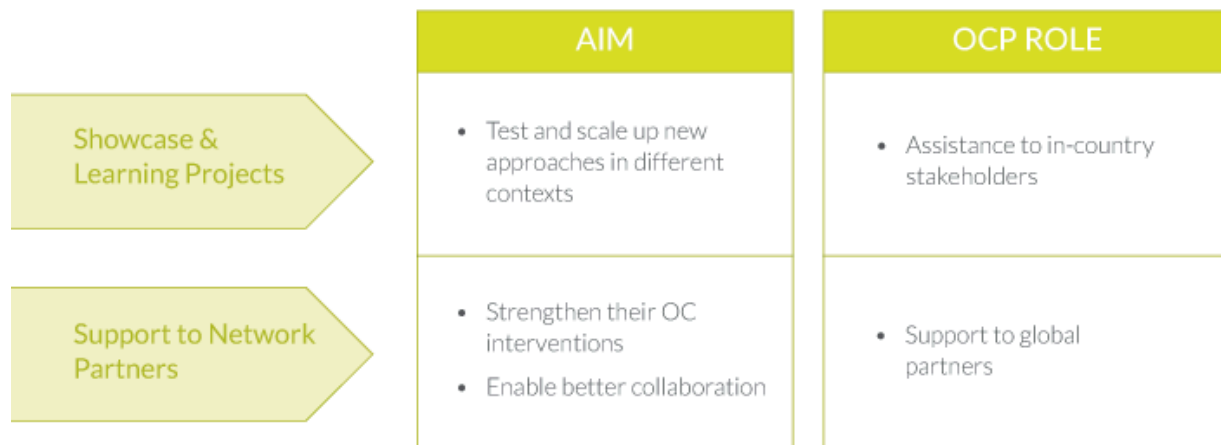 AIM
OCP ROLE
Showcase &
Learning Projects
• Test and scale up new
approaches in different
contexts
• Assistance to in-country
stakeholders
Support to Network
Partners
• Strengthen their OC
interventions
• Enable better collaboration
• Support to global
partners